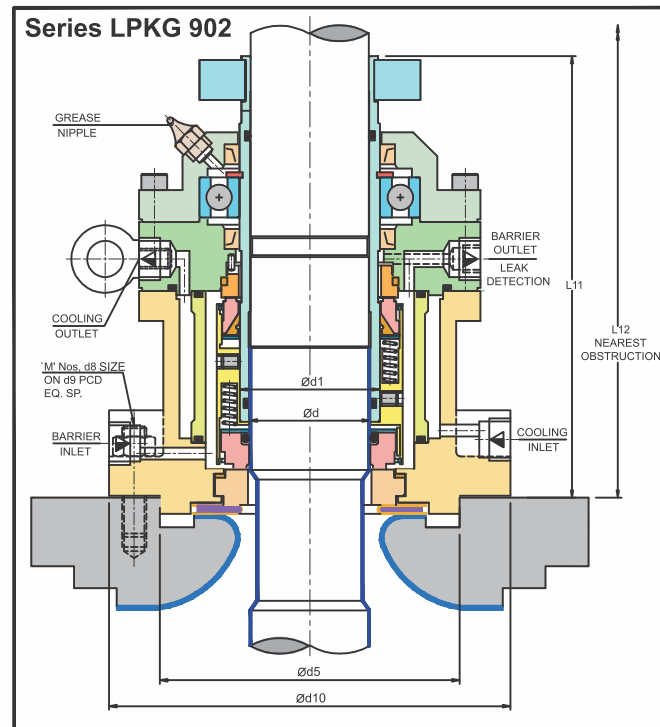 Series LPKG 902
GREASE
NIPPLE
BARRIER
OUTLET
LEAK
DETECTION
L11
L12
NEAREST
OBSTRUCTION
COOLING
OUTLET
`M' Nos, d8 SIZE
ON d9 PCD
EQ. SP.
Ød1
Ød
BARRIER
INLET
COOLING
INLET
Ød5
Ød10